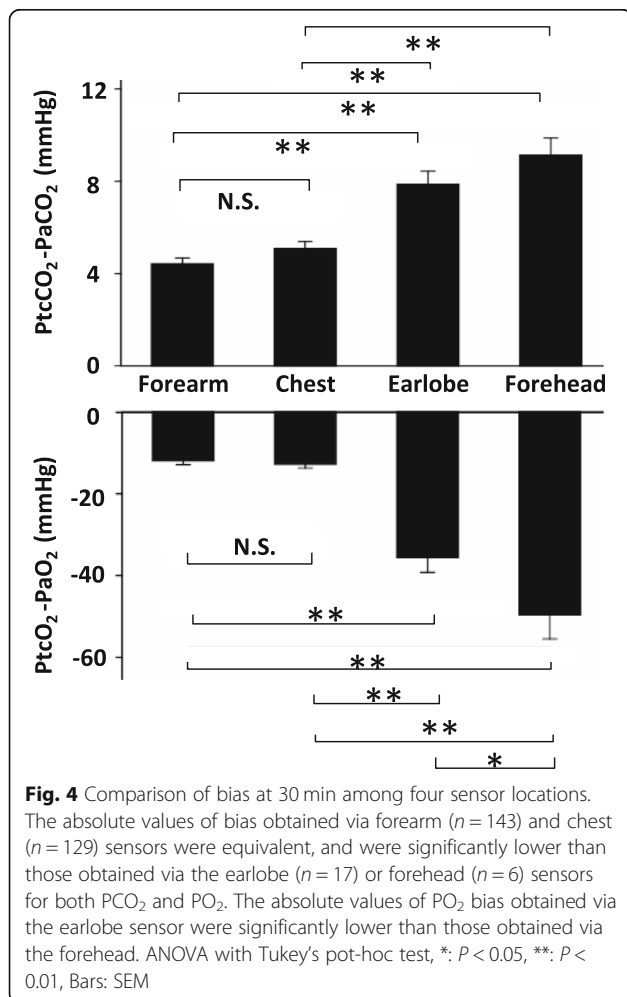 **
12
**
**
**
N.S.
8
4
0
PtcCO₂-PaCO₂ (mmHg)
Forearm Chest Earlobe Forehead
0
-20
-40
-60
PtcO₂-PaO₂ (mmHg)
N.S.
**
**
**
**
*
Fig. 4 Comparison of bias at 30 min among four sensor locations.
The absolute values of bias obtained via forearm (n = 143) and chest
(n = 129) sensors were equivalent, and were significantly lower than
those obtained via the earlobe (n = 17) or forehead (n = 6) sensors
for both PCO₂ and PO₂. The absolute values of PO₂ bias obtained via
the earlobe sensor were significantly lower than those obtained via
the forehead. ANOVA with Tukey's pot-hoc test, *: P < 0.05, **: P <
0.01, Bars: SEM